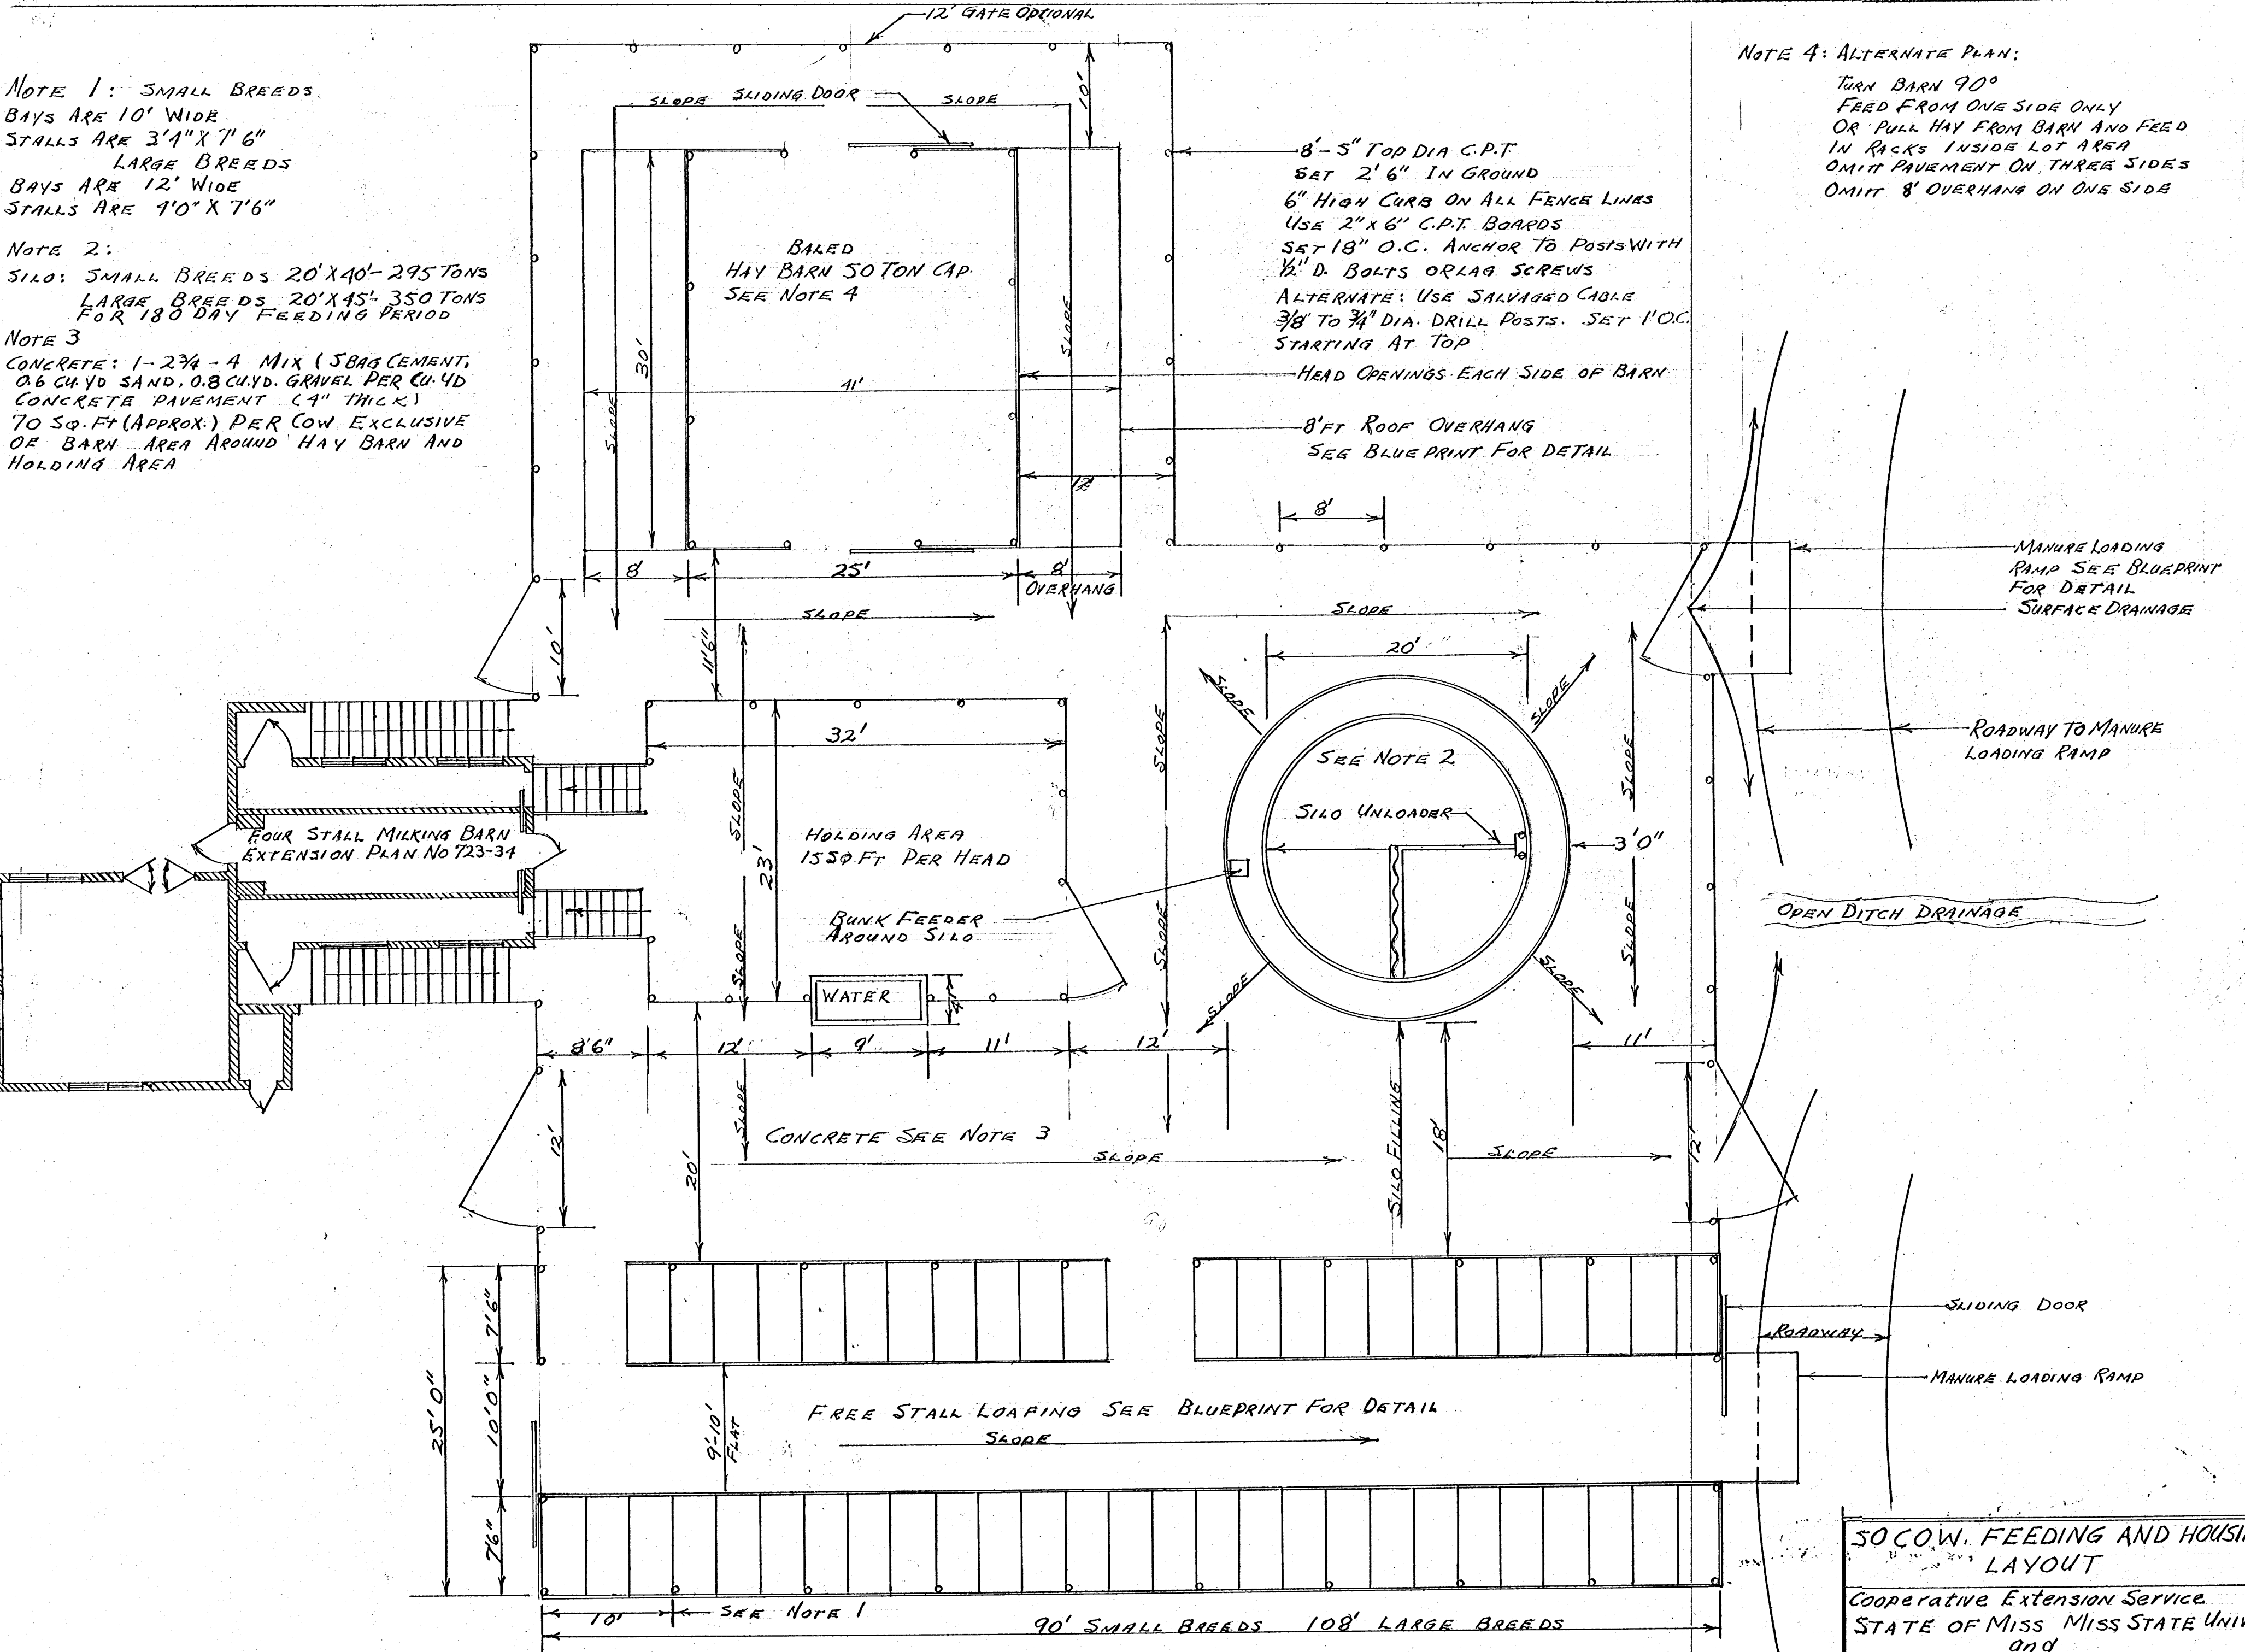 12' GATE OPTIONAL
NOTE 1: SMALL BREEDS
BAYS ARE 10' WIDE
STALLS ARE 3'4" X 7'6"
LARGE BREEDS
BAYS ARE 12' WIDE
STALLS ARE 4'0" X 7'6"
NOTE 2:
SILO: SMALL BREEDS 20'X40'-295 TONS
LARGE BREEDS 20'X45'-350 TONS
FOR 180 DAY FEEDING PERIOD
NOTE 3
CONCRETE: 1-2¾-4 MIX (5 BAG CEMENT,
0.6 CU.YD SAND, 0.8 CU.YD. GRAVEL PER CU.YD
CONCRETE PAVEMENT (4" THICK)
70 SQ.FT (APPROX.) PER COW EXCLUSIVE
OF BARN AREA AROUND HAY BARN AND
HOLDING AREA
NOTE 4: ALTERNATE PLAN:
TURN BARN 90°
FEED FROM ONE SIDE ONLY
OR PULL HAY FROM BARN AND FEED
IN RACKS INSIDE LOT AREA
OMIT PAVEMENT ON THREE SIDES
OMIT 8' OVERHANG ON ONE SIDE
SLOPE SLIDING DOOR SLOPE
10'
BALED
HAY BARN 50 TON CAP.
SEE NOTE 4
30'
41'
SLOPE
SLOPE
12'
8'-5" TOP DIA C.P.T.
SET 2'6" IN GROUND
6" HIGH CURB ON ALL FENCE LINES
USE 2" X 6" C.P.T. BOARDS
SET 18" O.C. ANCHOR TO POSTS WITH
½" D. BOLTS OR LAG SCREWS
ALTERNATE: USE SALVAGED CABLE
3/8" TO ¾" DIA. DRILL POSTS. SET 1' O.C.
STARTING AT TOP
HEAD OPENINGS EACH SIDE OF BARN
8' FT ROOF OVERHANG
SEE BLUEPRINT FOR DETAIL
8'
8' 25' 8'
OVERHANG
SLOPE
10'
11'6"
SLOPE
20'
MANURE LOADING
RAMP SEE BLUEPRINT
FOR DETAIL
SURFACE DRAINAGE
ROADWAY TO MANURE
LOADING RAMP
SLOPE
SLOPE
SLOPE
SLOPE
32'
SEE NOTE 2
SILO UNLOADER
3'0"
SLOPE
23'
HOLDING AREA
15 SQ.FT PER HEAD
FOUR STALL MILKING BARN
EXTENSION PLAN NO 723-34
BUNK FEEDER
AROUND SILO
SLOPE
SLOPE
SLOPE
OPEN DITCH DRAINAGE
WATER
4'
SLOPE
SLOPE
8'6" 12' 9' 11' 12' 11'
SLOPE
CONCRETE SEE NOTE 3
SLOPE
SLOPE
12'
20'
SILO FILLING
18'
12'
25'0"
7'6"
10'0"
7'6"
9'-10'
FLAT
FREE STALL LOAFING SEE BLUEPRINT FOR DETAIL
SLOPE
SLIDING DOOR
ROADWAY
MANURE LOADING RAMP
10' SEE NOTE 1
90' SMALL BREEDS 108' LARGE BREEDS
50 COW. FEEDING AND HOUSI
LAYOUT
Cooperative Extension Service
STATE OF MISS MISS STATE UNIV
and